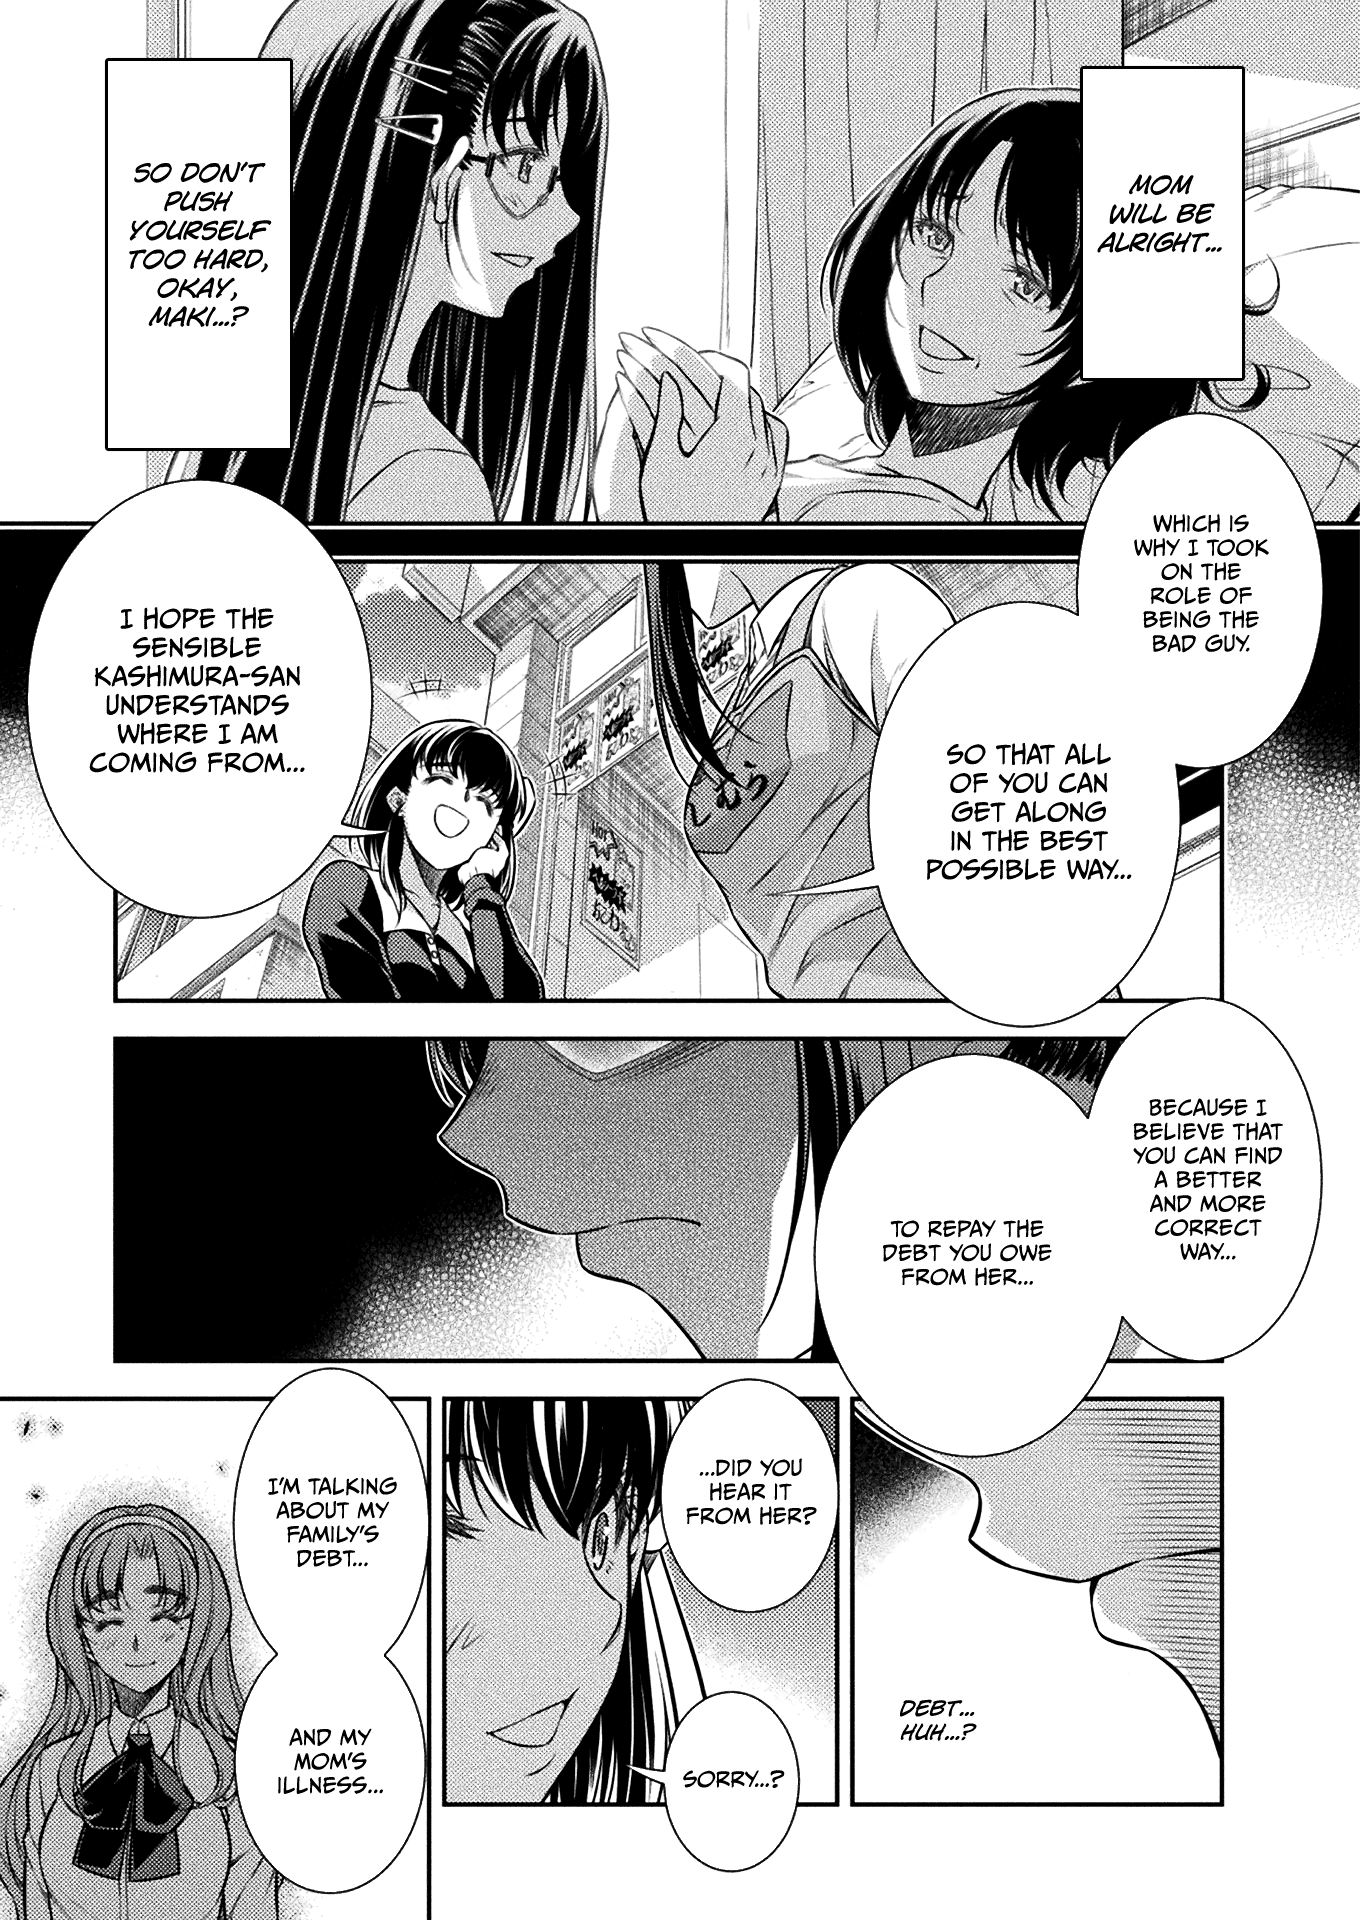 MOM
WILL BE
ALRIGHT...
SO DON'T
PUSH
YOURSELF
TOO HARD,
OKAY,
MAKI...?
WHICH IS
WHY I TOOK
ON THE
ROLE OF
BEING THE
BAD GUY.
SO THAT ALL
OF YOU CAN
GET ALONG
IN THE BEST
POSSIBLE WAY...
しむら
I HOPE THE
SENSIBLE
KASHIMURA-SAN
UNDERSTANDS
WHERE I AM
COMING FROM...
HOT
BECAUSE I
BELIEVE THAT
YOU CAN FIND
A BETTER
AND MORE
CORRECT
WAY...
TO REPAY THE
DEBT YOU OWE
FROM HER...
DEBT...
HUH...?
...DID YOU
HEAR IT
FROM HER?
SORRY...?
I'M TALKING
ABOUT MY
FAMILY'S
DEBT...
AND MY
MOM'S
ILLNESS...